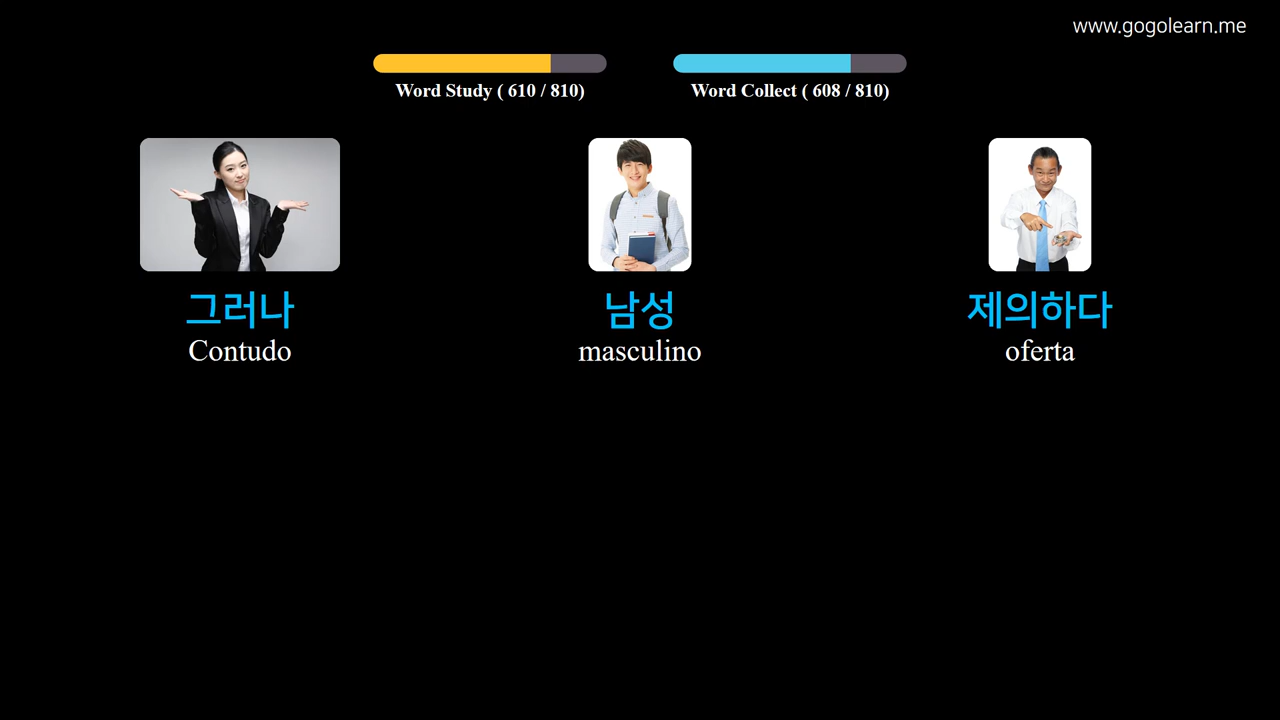 www.gogolearn.me
Word Study ( 610 / 810)
Word Collect ( 608 / 810)
그러나
남성
제의하다
Contudo
masculino
oferta